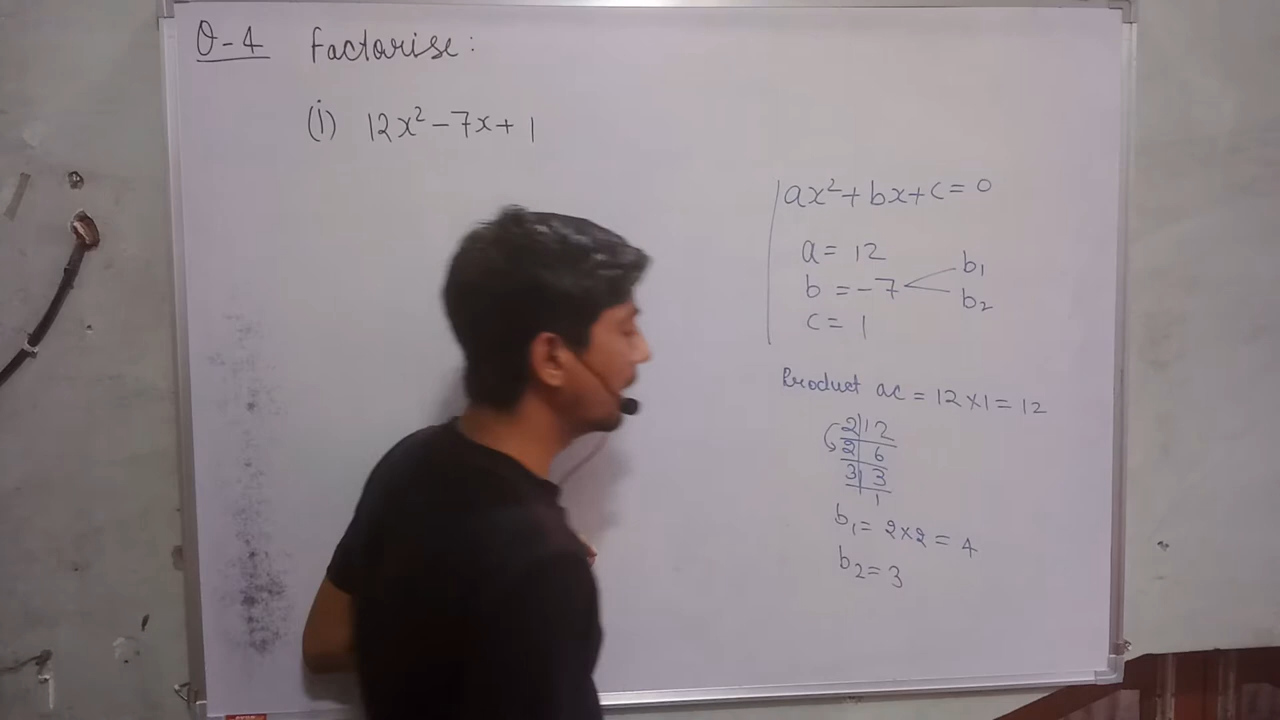 Q-4 Factorise:
(i) 12x² - 7x + 1
ax² + bx + c = 0
a = 12
b = -7 b₁
b₂
c = 1
Product ac = 12 × 1 = 12
2 | 12
2 | 6
3 | 3
1
b₁ = 2 × 2 = 4
b₂ = 3